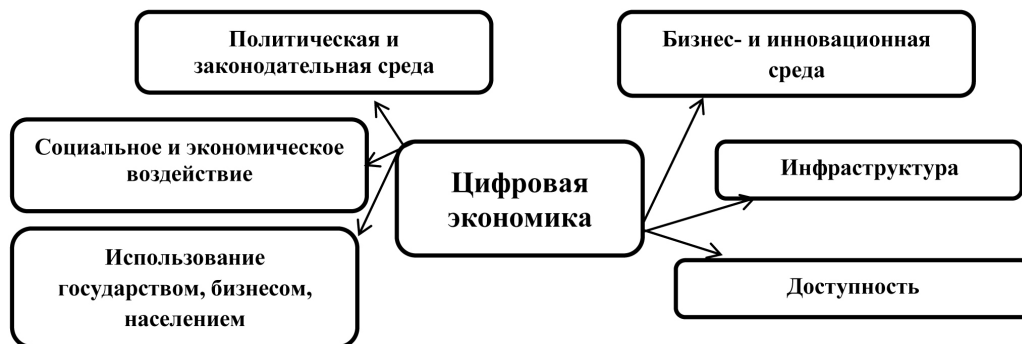 Политическая и
законодательная среда
Бизнес- и инновационная
среда
Социальное и экономическое
воздействие
Цифровая
экономика
Инфраструктура
Использование
государством, бизнесом,
населением
Доступность